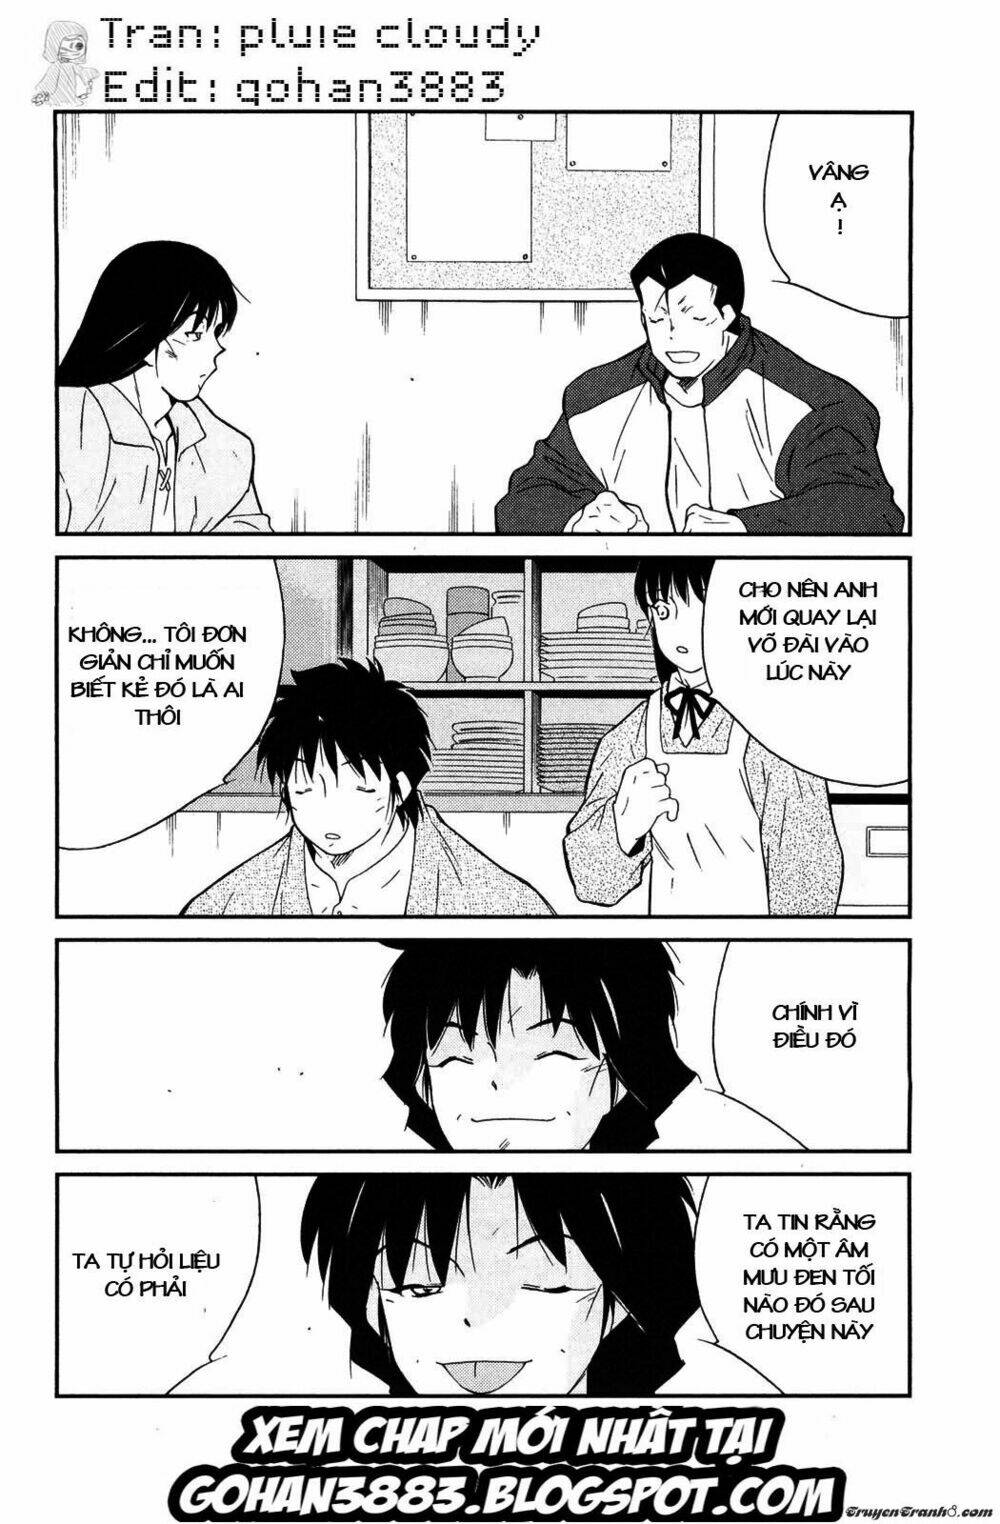 Tran: pluie cloudy
Edit: gohan3883
VÂNG
Ạ
!
CHO NÊN ANH
MỚI QUAY LẠI
VÕ ĐÀI VÀO
LÚC NÀY
KHÔNG... TÔI ĐƠN
GIẢN CHỈ MUỐN
BIẾT KẺ ĐÓ LÀ AI
THÔI
CHÍNH VÌ
ĐIỀU ĐÓ
TA TIN RẰNG
CÓ MỘT ÂM
MƯU ĐEN TỐI
NÀO ĐÓ SAU
CHUYỆN NÀY
TA TỰ HỎI LIỆU
CÓ PHẢI
XEM CHAP MỚI NHẤT TẠI
GOHAN3883.BLOGSPOT.COM
TruyenTranh8.com